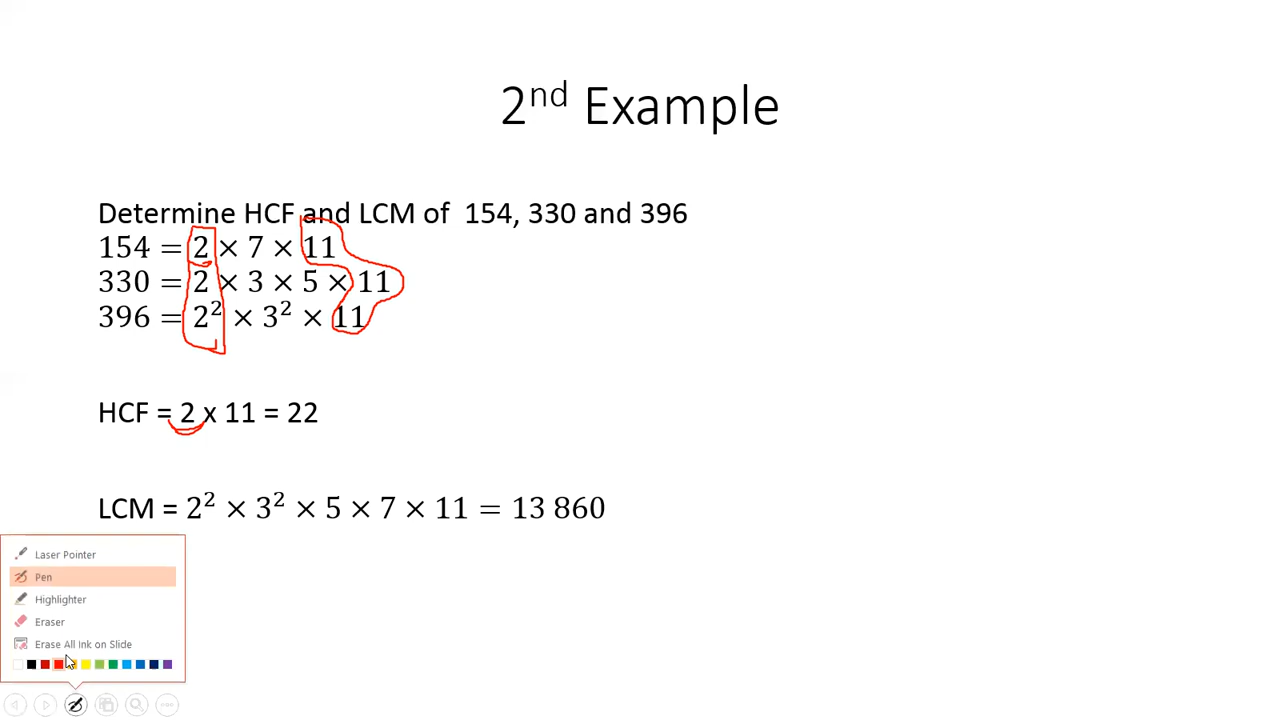 2nd Example
Determine HCF and LCM of 154, 330 and 396
154 = 2 × 7 × 11
330 = 2 × 3 × 5 × 11
396 = 2² × 3² × 11
HCF = 2 x 11 = 22
LCM = 2² × 3² × 5 × 7 × 11 = 13 860
Laser Pointer
Pen
Highlighter
Eraser
Erase All Ink on Slide